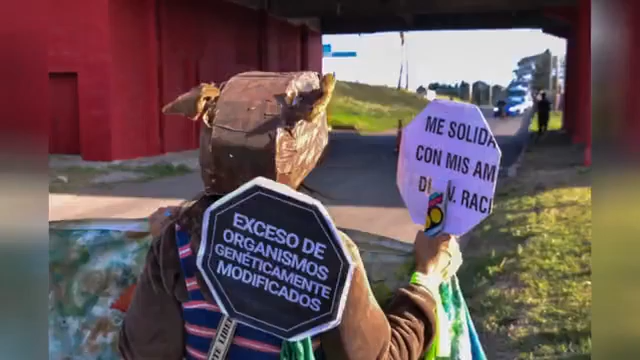 EXCESO DE
ORGANISMOS
GENÉTICAMENTE
MODIFICADOS
ME SOLIDA
CON MIS AM
N. RACI